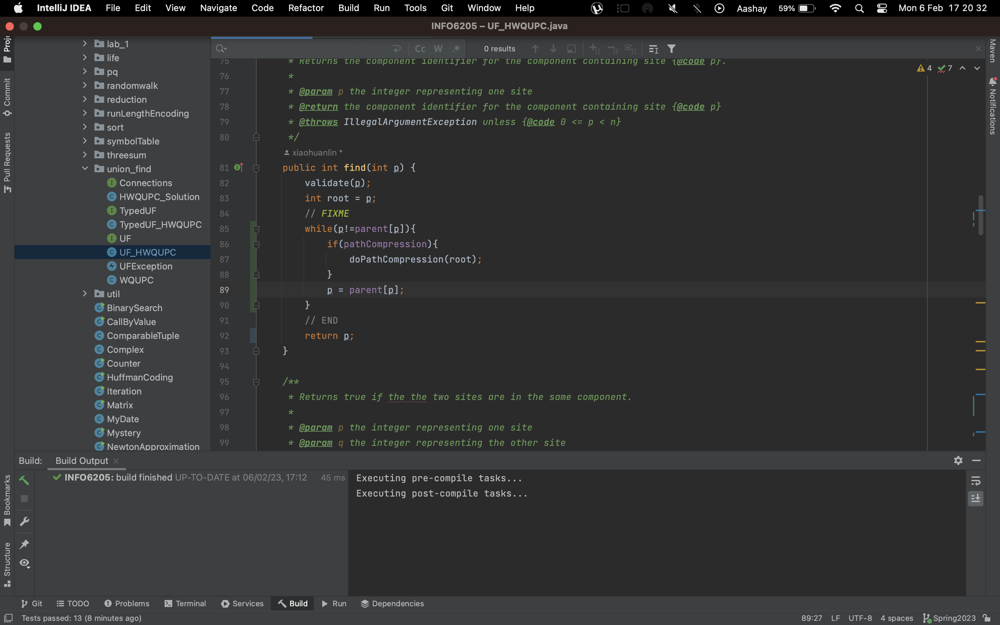 IntelliJ IDEA File Edit View Navigate Code Refactor Build Run Tools Git Window Help Aashay 59% Mon 6 Feb 17 20 32
INFO6205 – UF_HWQUPC.java
Commit
Pull Requests
Bookmarks
Structure
lab_1
life
pq
randomwalk
reduction
runLengthEncoding
sort
symbolTable
threesum
union_find
Connections
HWQUPC_Solution
TypedUF
TypedUF_HWQUPC
UF
UF_HWQUPC
UFException
WQUPC
util
BinarySearch
CallByValue
ComparableTuple
Complex
Counter
HuffmanCoding
Iteration
Matrix
MyDate
Mystery
NewtonApproximation
Cc W .* 0 results
4 7
75 * Returns the component identifier for the component containing site {@code p}.
76 *
77 * @param p the integer representing one site
78 * @return the component identifier for the component containing site {@code p}
79 * @throws IllegalArgumentException unless {@code 0 <= p < n}
80 */
xiaohuanlin *
81 public int find(int p) {
82 validate(p);
83 int root = p;
84 // FIXME
85 while(p!=parent[p]){
86 if(pathCompression){
87 doPathCompression(root);
88 }
89 p = parent[p];
90 }
91 // END
92 return p;
93 }
94
95 /**
96 * Returns true if the the two sites are in the same component.
97 *
98 * @param p the integer representing one site
99 * @param q the integer representing the other site
Maven
Notifications
Build: Build Output
INFO6205: build finished UP-TO-DATE at 06/02/23, 17:12 45 ms
Executing pre-compile tasks...
Executing post-compile tasks...
Git TODO Problems Terminal Services Build Run Dependencies
Tests passed: 13 (8 minutes ago) 89:27 LF UTF-8 4 spaces Spring2023